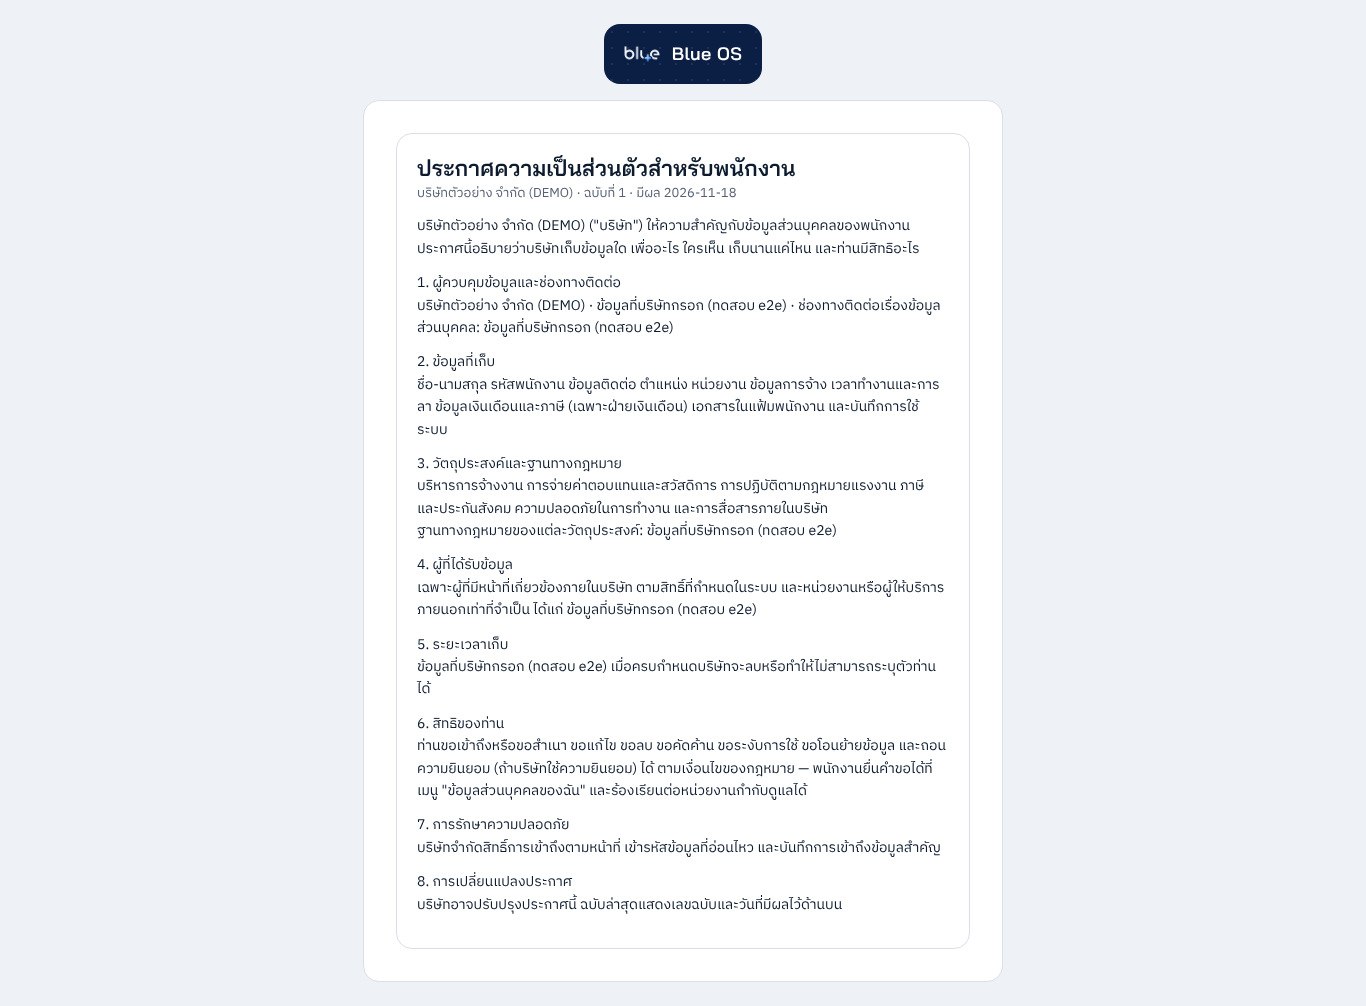 blue Blue OS
ประกาศความเป็นส่วนตัวสำหรับพนักงาน
บริษัทตัวอย่าง จำกัด (DEMO) · ฉบับที่ 1 · มีผล 2026-11-18
บริษัทตัวอย่าง จำกัด (DEMO) ("บริษัท") ให้ความสำคัญกับข้อมูลส่วนบุคคลของพนักงาน
ประกาศนี้อธิบายว่าบริษัทเก็บข้อมูลใด เพื่ออะไร ใครเห็น เก็บนานแค่ไหน และท่านมีสิทธิอะไร
1. ผู้ควบคุมข้อมูลและช่องทางติดต่อ
บริษัทตัวอย่าง จำกัด (DEMO) · ข้อมูลที่บริษัทกรอก (ทดสอบ e2e) · ช่องทางติดต่อเรื่องข้อมูล
ส่วนบุคคล: ข้อมูลที่บริษัทกรอก (ทดสอบ e2e)
2. ข้อมูลที่เก็บ
ชื่อ-นามสกุล รหัสพนักงาน ข้อมูลติดต่อ ตำแหน่ง หน่วยงาน ข้อมูลการจ้าง เวลาทำงานและการ
ลา ข้อมูลเงินเดือนและภาษี (เฉพาะฝ่ายเงินเดือน) เอกสารในแฟ้มพนักงาน และบันทึกการใช้
ระบบ
3. วัตถุประสงค์และฐานทางกฎหมาย
บริหารการจ้างงาน การจ่ายค่าตอบแทนและสวัสดิการ การปฏิบัติตามกฎหมายแรงงาน ภาษี
และประกันสังคม ความปลอดภัยในการทำงาน และการสื่อสารภายในบริษัท
ฐานทางกฎหมายของแต่ละวัตถุประสงค์: ข้อมูลที่บริษัทกรอก (ทดสอบ e2e)
4. ผู้ที่ได้รับข้อมูล
เฉพาะผู้ที่มีหน้าที่เกี่ยวข้องภายในบริษัท ตามสิทธิ์ที่กำหนดในระบบ และหน่วยงานหรือผู้ให้บริการ
ภายนอกเท่าที่จำเป็น ได้แก่ ข้อมูลที่บริษัทกรอก (ทดสอบ e2e)
5. ระยะเวลาเก็บ
ข้อมูลที่บริษัทกรอก (ทดสอบ e2e) เมื่อครบกำหนดบริษัทจะลบหรือทำให้ไม่สามารถระบุตัวท่าน
ได้
6. สิทธิของท่าน
ท่านขอเข้าถึงหรือขอสำเนา ขอแก้ไข ขอลบ ขอคัดค้าน ขอระงับการใช้ ขอโอนย้ายข้อมูล และถอน
ความยินยอม (ถ้าบริษัทใช้ความยินยอม) ได้ ตามเงื่อนไขของกฎหมาย — พนักงานยื่นคำขอได้ที่
เมนู "ข้อมูลส่วนบุคคลของฉัน" และร้องเรียนต่อหน่วยงานกำกับดูแลได้
7. การรักษาความปลอดภัย
บริษัทจำกัดสิทธิ์การเข้าถึงตามหน้าที่ เข้ารหัสข้อมูลที่อ่อนไหว และบันทึกการเข้าถึงข้อมูลสำคัญ
8. การเปลี่ยนแปลงประกาศ
บริษัทอาจปรับปรุงประกาศนี้ ฉบับล่าสุดแสดงเลขฉบับและวันที่มีผลไว้ด้านบน